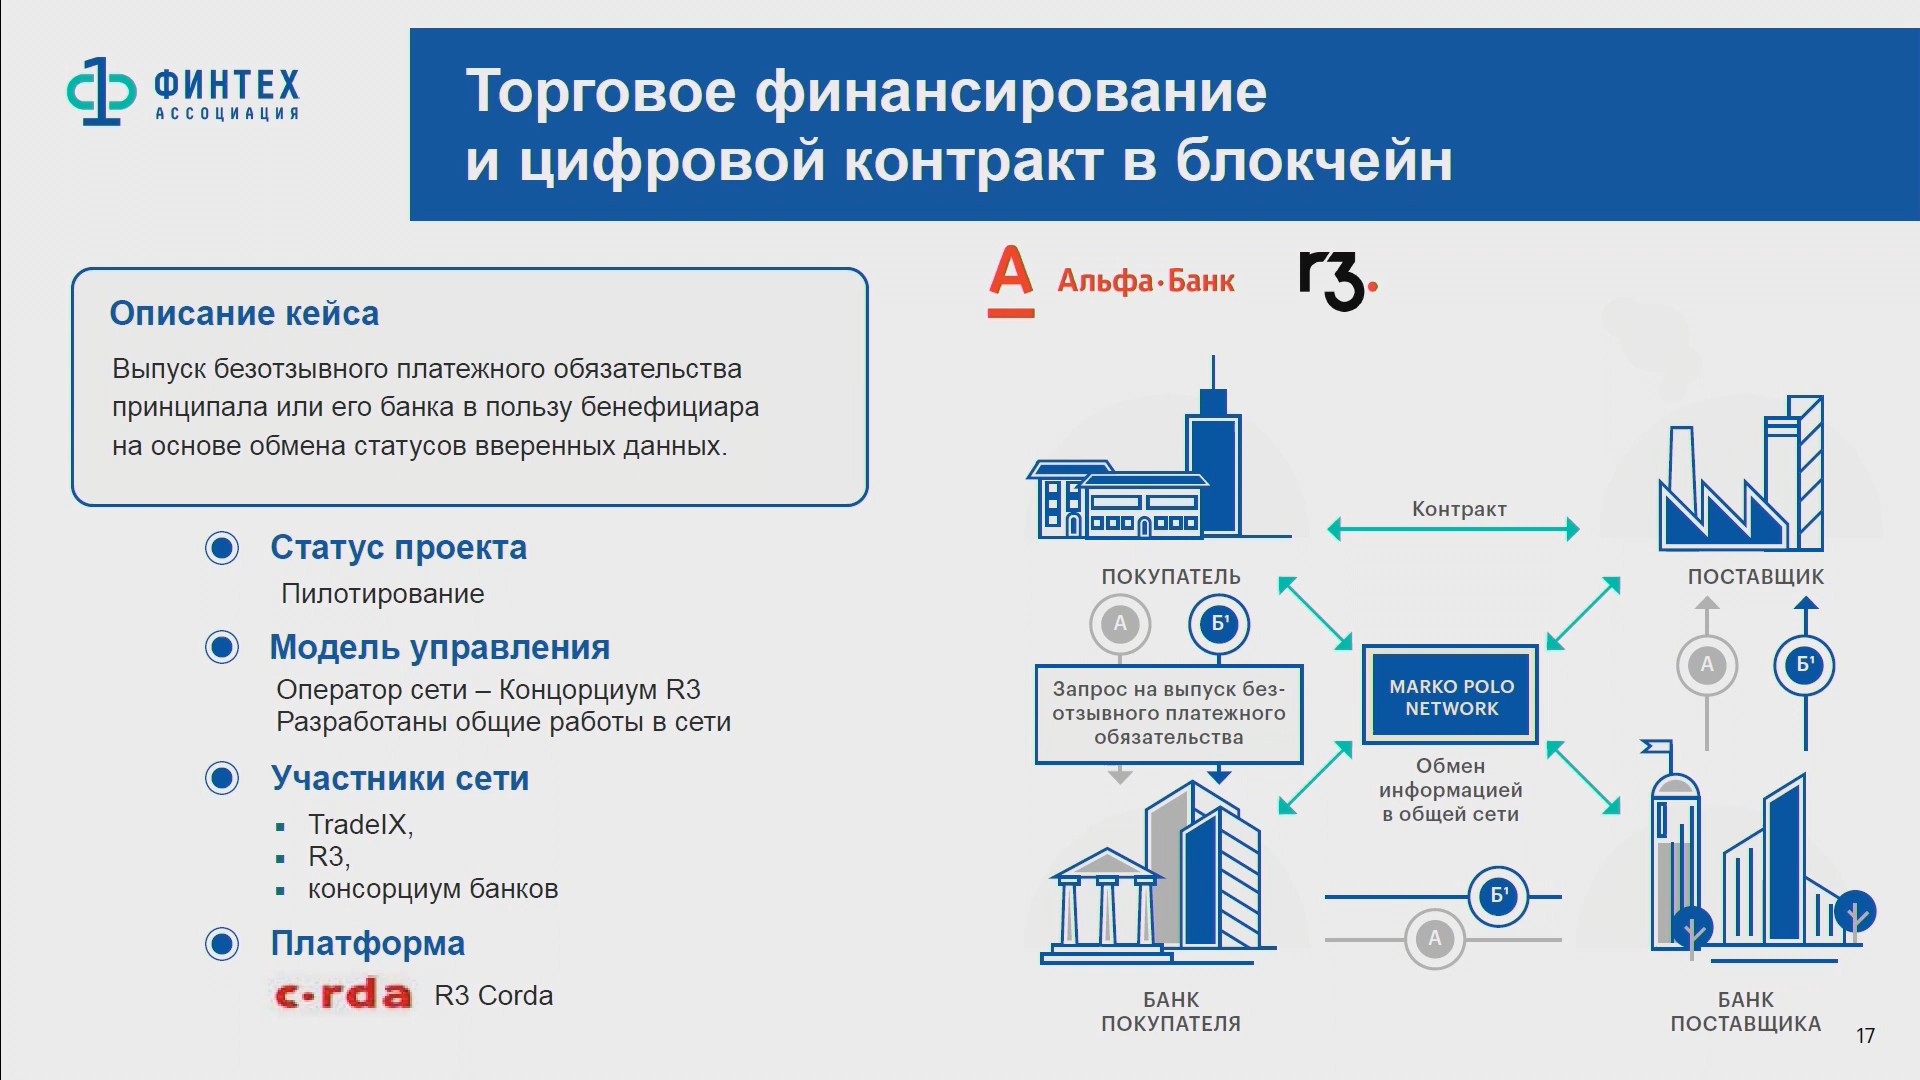 ФИНТЕХ
АССОЦИАЦИЯ
Торговое финансирование
и цифровой контракт в блокчейн
Описание кейса
Выпуск безотзывного платежного обязательства
принципала или его банка в пользу бенефициара
на основе обмена статусов вверенных данных.
Статус проекта
Пилотирование
Модель управления
Оператор сети – Концорциум R3
Разработаны общие работы в сети
Участники сети
▪ TradeIX,
▪ R3,
▪ консорциум банков
Платформа
c·rda R3 Corda
А Альфа·Банк
r3.
Контракт
ПОКУПАТЕЛЬ
ПОСТАВЩИК
А Б¹
Запрос на выпуск без-
отзывного платежного
обязательства
MARKO POLO
NETWORK
Обмен
информацией
в общей сети
А Б¹
Б¹
А
БАНК
ПОКУПАТЕЛЯ
БАНК
ПОСТАВЩИКА
17